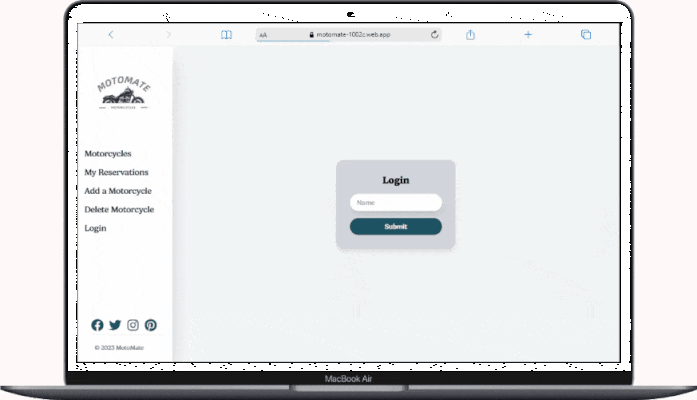 AA
motomate-1002c.web.app
MOTOMATE
Motorcycles
My Reservations
Add a Motorcycle
Delete Motorcycle
Login
Login
Name
Submit
© 2023 MotoMate
MacBook Air